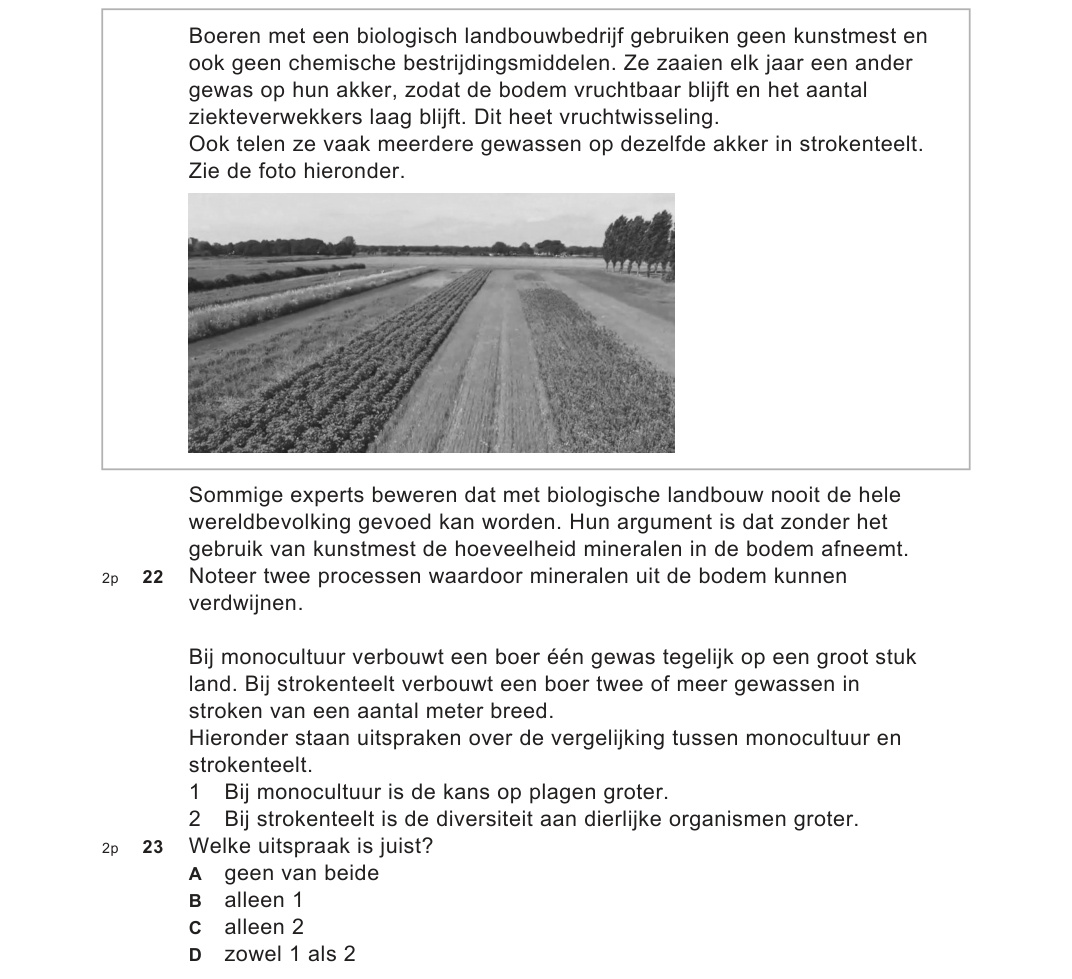 Boeren met een biologisch landbouwbedrijf gebruiken geen kunstmest en
ook geen chemische bestrijdingsmiddelen. Ze zaaien elk jaar een ander
gewas op hun akker, zodat de bodem vruchtbaar blijft en het aantal
ziekteverwekkers laag blijft. Dit heet vruchtwisseling.
Ook telen ze vaak meerdere gewassen op dezelfde akker in strokenteelt.
Zie de foto hieronder.
Sommige experts beweren dat met biologische landbouw nooit de hele
wereldbevolking gevoed kan worden. Hun argument is dat zonder het
gebruik van kunstmest de hoeveelheid mineralen in de bodem afneemt.
2p 22 Noteer twee processen waardoor mineralen uit de bodem kunnen
verdwijnen.
Bij monocultuur verbouwt een boer één gewas tegelijk op een groot stuk
land. Bij strokenteelt verbouwt een boer twee of meer gewassen in
stroken van een aantal meter breed.
Hieronder staan uitspraken over de vergelijking tussen monocultuur en
strokenteelt.
1 Bij monocultuur is de kans op plagen groter.
2 Bij strokenteelt is de diversiteit aan dierlijke organismen groter.
2p 23 Welke uitspraak is juist?
A geen van beide
B alleen 1
C alleen 2
D zowel 1 als 2